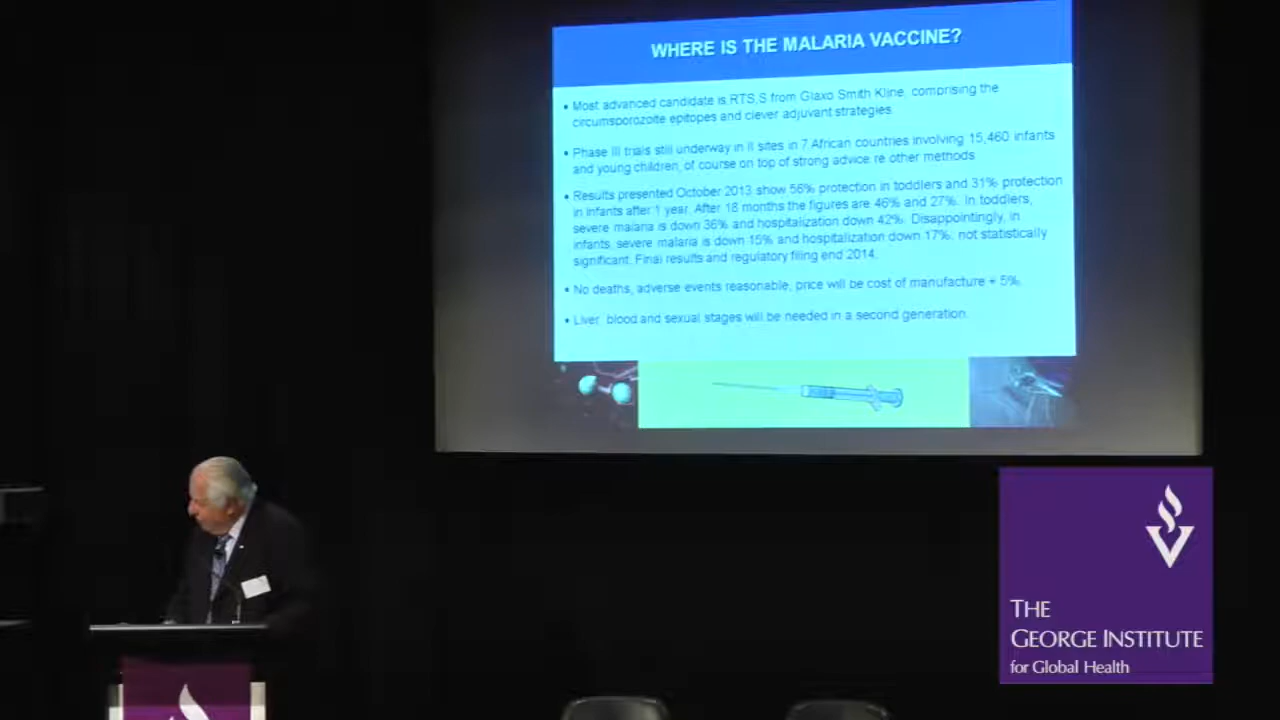 WHERE IS THE MALARIA VACCINE?
• Most advanced candidate is RTS,S from Glaxo Smith Kline, comprising the
circumsporozoite epitopes and clever adjuvant strategies.
• Phase III trials still underway in II sites in 7 African countries involving 15,460 infants
and young children, of course on top of strong advice re other methods
• Results presented October 2013 show 56% protection in toddlers and 31% protection
in infants after 1 year. After 18 months the figures are 46% and 27%. In toddlers,
severe malaria is down 36% and hospitalization down 42%. Disappointingly, in
infants, severe malaria is down 15% and hospitalization down 17%, not statistically
significant. Final results and regulatory filing end 2014.
• No deaths, adverse events reasonable, price will be cost of manufacture + 5%.
• Liver, blood and sexual stages will be needed in a second generation.
THE
GEORGE INSTITUTE
for Global Health